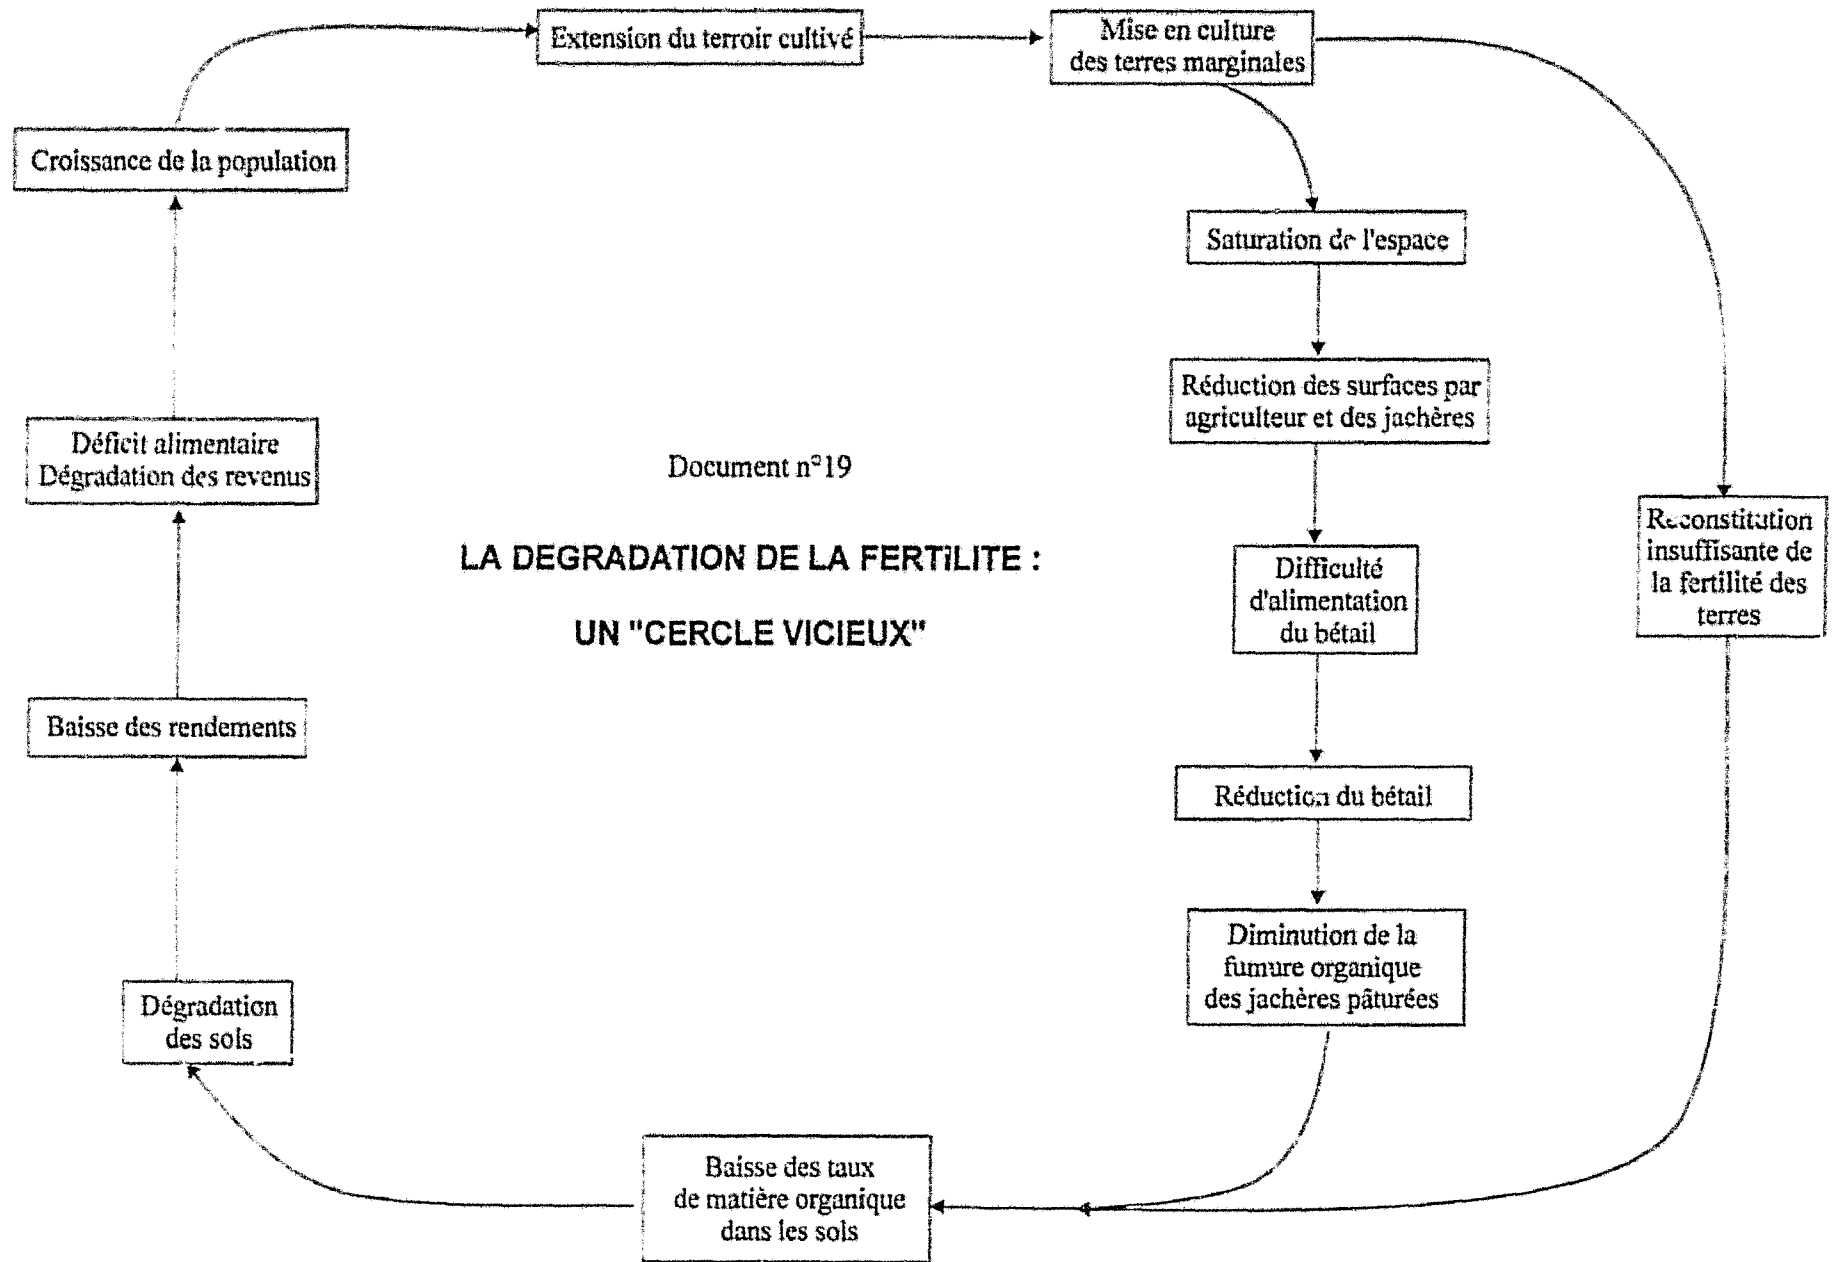 Extension du terroir cultivé
Mise en culture
des terres marginales
Croissance de la population
Saturation de l'espace
Réduction des surfaces par
agriculteur et des jachères
Déficit alimentaire
Dégradation des revenus
Document n°19
LA DEGRADATION DE LA FERTILITE :
UN "CERCLE VICIEUX"
Difficulté
d'alimentation
du bétail
Reconstitution
insuffisante de
la fertilité des
terres
Baisse des rendements
Réduction du bétail
Diminution de la
fumure organique
des jachères pâturées
Dégradation
des sols
Baisse des taux
de matière organique
dans les sols